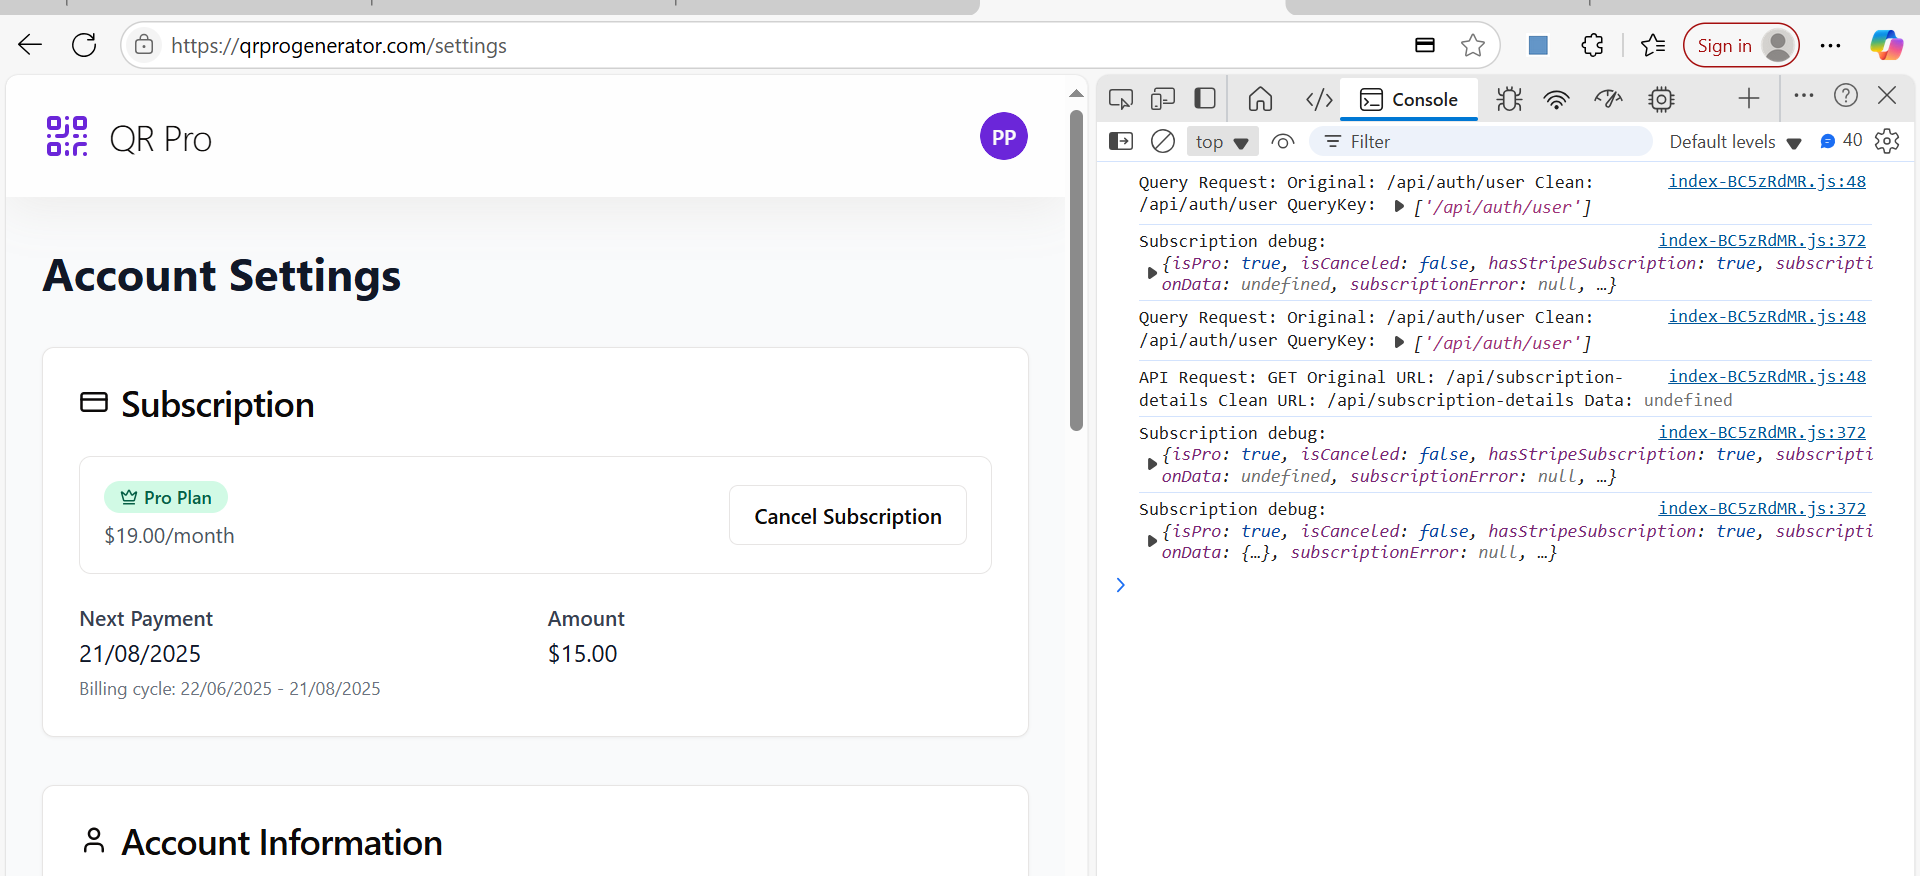 https://qrprogenerator.com/settings
Sign in
QR Pro
PP
Account Settings
Subscription
Pro Plan
$19.00/month
Cancel Subscription
Next Payment
21/08/2025
Billing cycle: 22/06/2025 - 21/08/2025
Amount
$15.00
Account Information
Console
top
Filter
Default levels
40
Query Request: Original: /api/auth/user Clean: index-BC5zRdMR.js:48
/api/auth/user QueryKey: ['/api/auth/user']
Subscription debug: index-BC5zRdMR.js:372
{isPro: true, isCanceled: false, hasStripeSubscription: true, subscripti
onData: undefined, subscriptionError: null, …}
Query Request: Original: /api/auth/user Clean: index-BC5zRdMR.js:48
/api/auth/user QueryKey: ['/api/auth/user']
API Request: GET Original URL: /api/subscription- index-BC5zRdMR.js:48
details Clean URL: /api/subscription-details Data: undefined
Subscription debug: index-BC5zRdMR.js:372
{isPro: true, isCanceled: false, hasStripeSubscription: true, subscripti
onData: undefined, subscriptionError: null, …}
Subscription debug: index-BC5zRdMR.js:372
{isPro: true, isCanceled: false, hasStripeSubscription: true, subscripti
onData: {…}, subscriptionError: null, …}